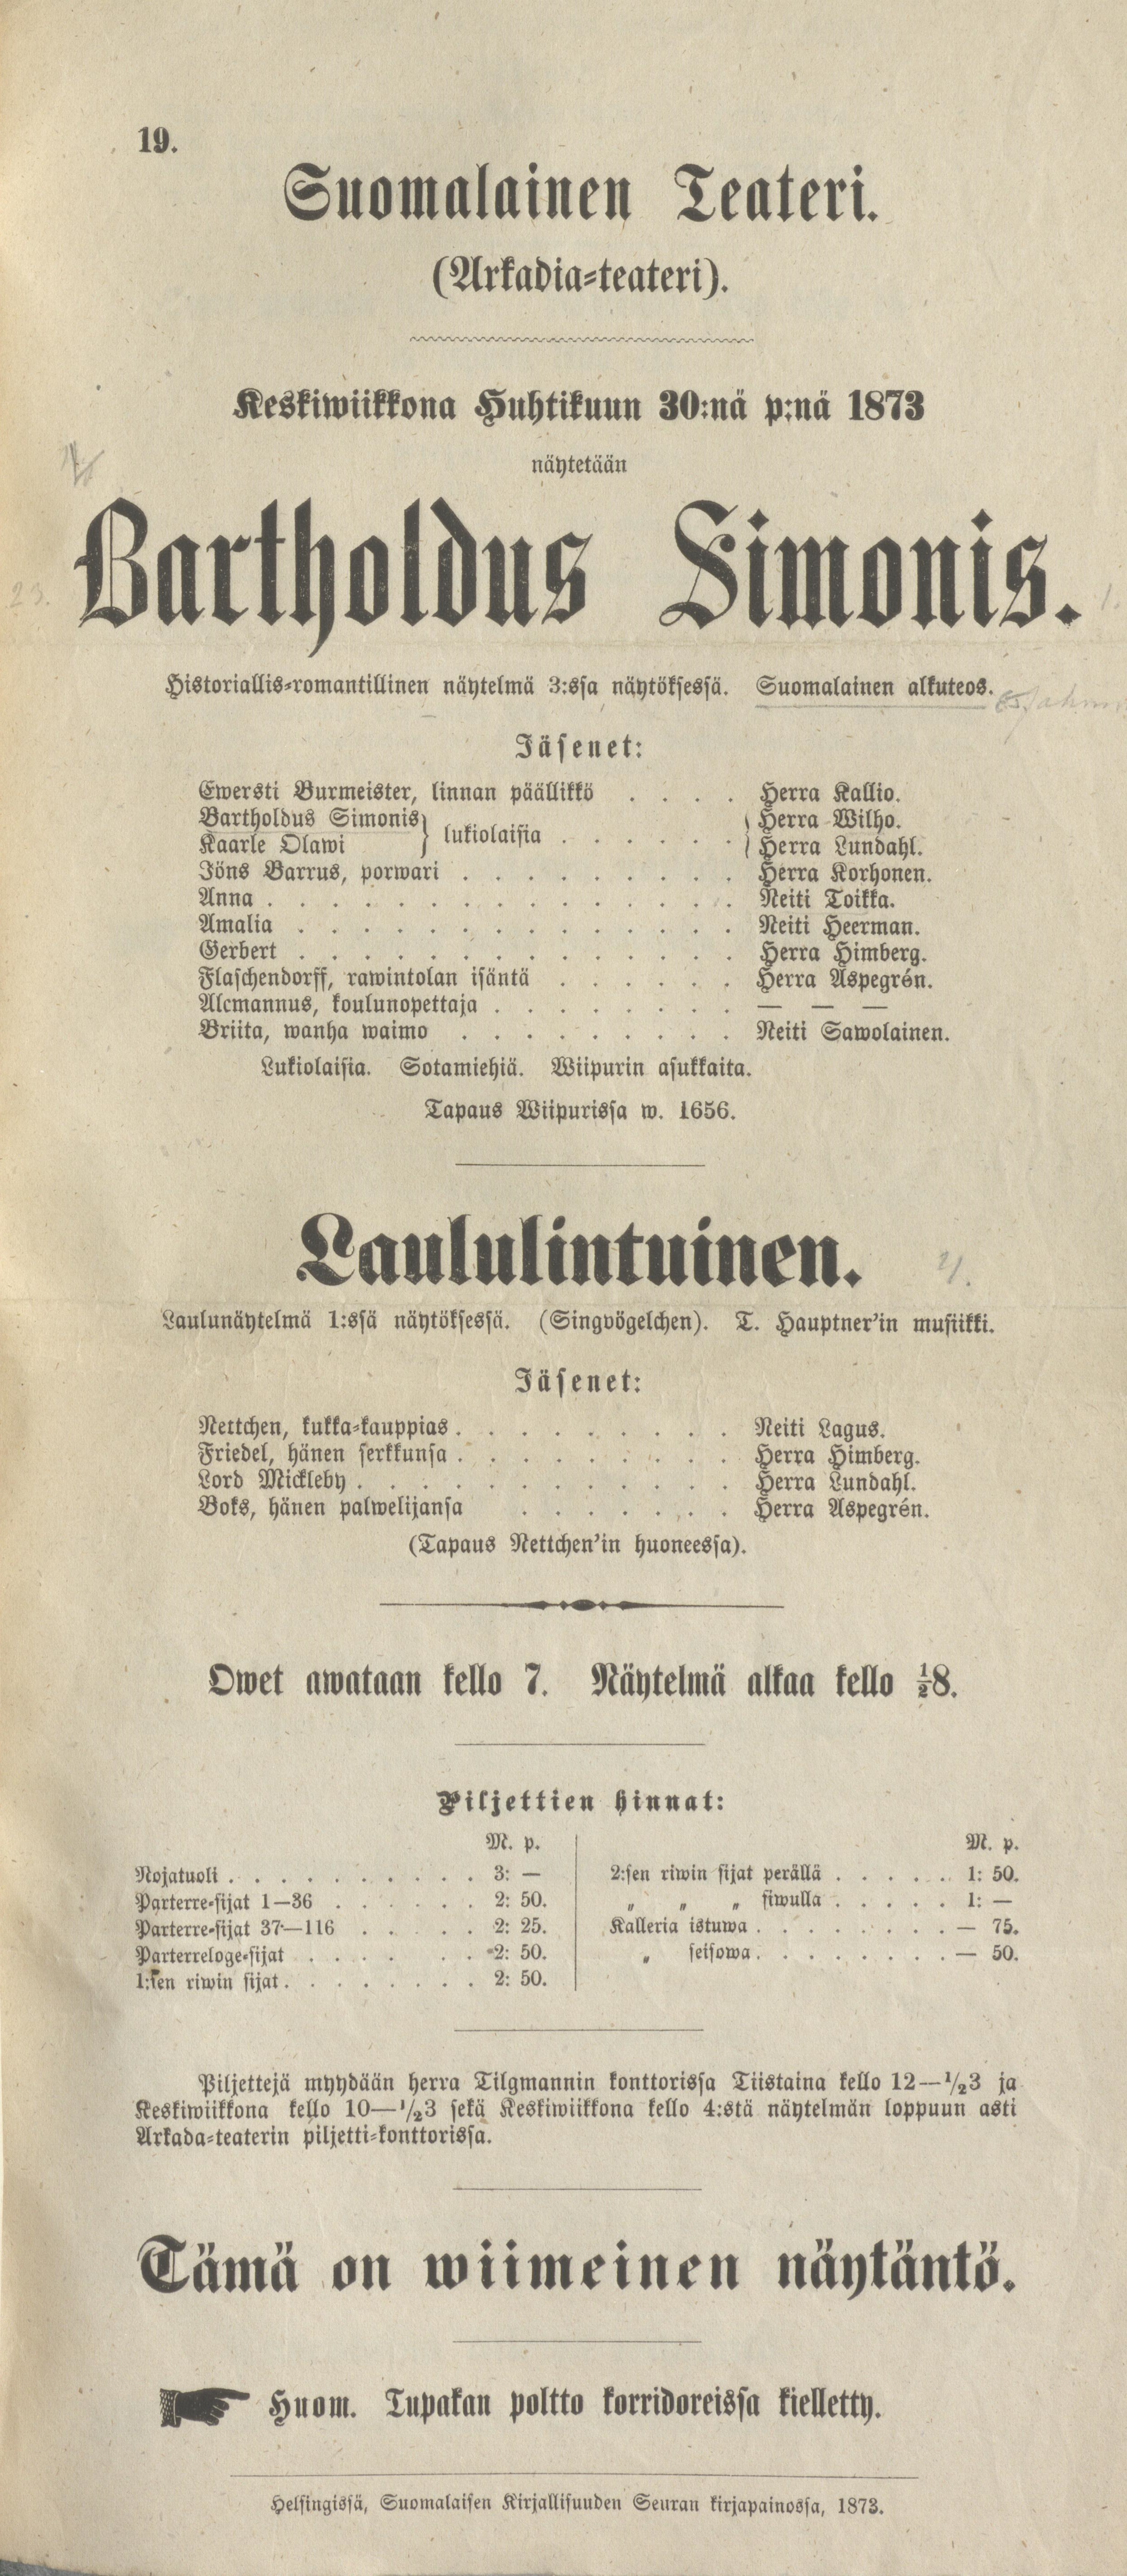 19.
Suomalainen Teateri.
(Arkadia-teateri).
Keskiwiikkona Huhtikuun 30:nä p:nä 1873
näytetään
Bartholdus Simonis.
23.
1.
Historiallis-romantillinen näytelmä 3:ssa näytöksessä. Suomalainen alkuteos.
Jäsenet:
Ewersti Burmeister, linnan päällikkö . . . . Herra Kallio.
Bartholdus Simonis } lukiolaisia . . . . . . { Herra Wilho.
Kaarle Olawi } { Herra Lundahl.
Jöns Barrus, porwari . . . . . . . . . Herra Korhonen.
Anna . . . . . . . . . . . . . . . Neiti Toikka.
Amalia . . . . . . . . . . . . . . Neiti Heerman.
Gerbert . . . . . . . . . . . . . . Herra Himberg.
Flaschendorff, rawintolan isäntä . . . . . . Herra Aspegrén.
Alcmannus, koulunopettaja . . . . . . . . — — —
Briita, wanha waimo . . . . . . . . . Neiti Sawolainen.
Lukiolaisia. Sotamiehiä. Wiipurin asukkaita.
Tapaus Wiipurissa w. 1656.
Laululintuinen.
2/.
Laulunäytelmä 1:ssä näytöksessä. (Singvögelchen). T. Hauptner'in musiikki.
Jäsenet:
Nettchen, kukka-kauppias . . . . . . . . . Neiti Lagus.
Friedel, hänen serkkunsa . . . . . . . . . Herra Himberg.
Lord Mickleby . . . . . . . . . . . . Herra Lundahl.
Boks, hänen palwelijansa . . . . . . . Herra Aspegrén.
(Tapaus Nettchen'in huoneessa).
Owet awataan kello 7. Näytelmä alkaa kello ½8.
Piljettien hinnat:
M. p.
Nojatuoli . . . . . . . . . . 3: —
Parterre-sijat 1—36 . . . . . . 2: 50.
Parterre-sijat 37—116 . . . . . 2: 25.
Parterreloge-sijat . . . . . . 2: 50.
1:sen riwin sijat . . . . . . . . 2: 50.
M. p.
2:sen riwin sijat perällä . . . . . 1: 50.
„ „ „ siwulla . . . . . 1: —
Kalleria istuwa . . . . . . . . — 75.
„ seisowa . . . . . . . . — 50.
Piljettejä myydään herra Tilgmannin konttorissa Tiistaina kello 12—1/23 ja
Keskiwiikkona kello 10—1/23 sekä Keskiwiikkona kello 4:stä näytelmän loppuun asti
Arkada-teaterin piljetti-konttorissa.
Tämä on wiimeinen näytäntö.
Huom. Tupakan poltto korridoreissa kielletty.
Helsingissä, Suomalaisen Kirjallisuuden Seuran kirjapainossa, 1873.